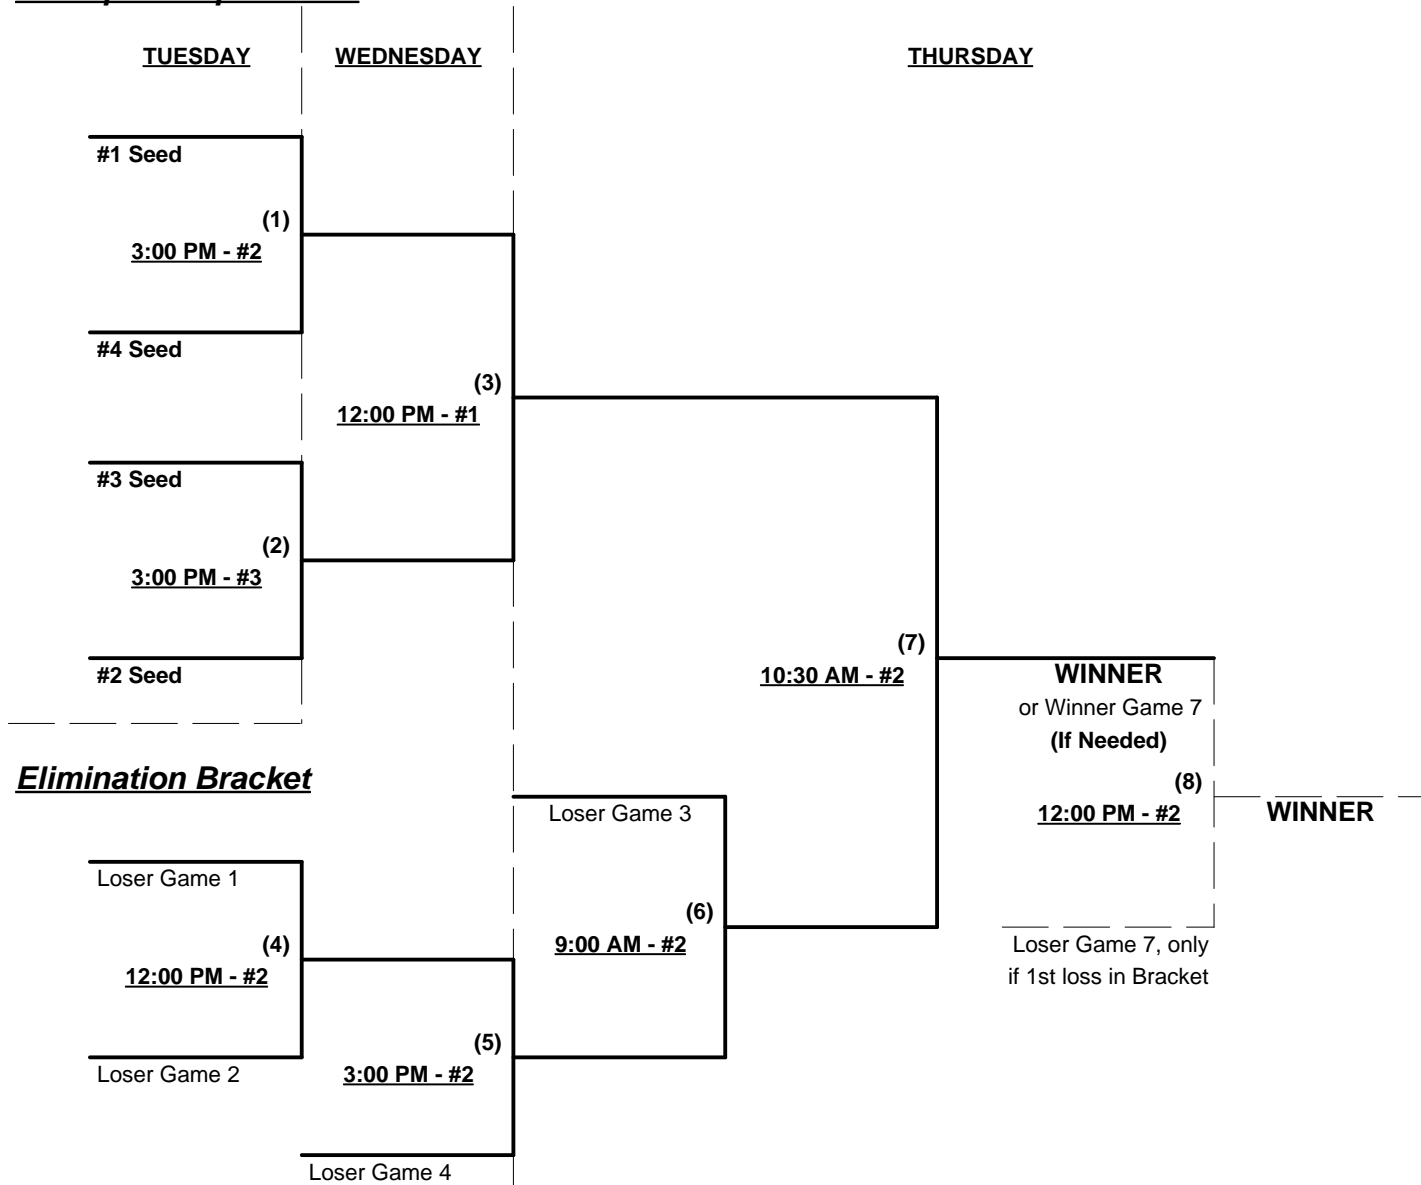 TUESDAY
WEDNESDAY
THURSDAY
#1 Seed
(1)
3:00 PM - #2
#4 Seed
(3)
12:00 PM - #1
#3 Seed
(2)
3:00 PM - #3
#2 Seed
(7)
10:30 AM - #2
WINNER
or Winner Game 7
(If Needed)
(8)
12:00 PM - #2
WINNER
Loser Game 7, only
if 1st loss in Bracket
Elimination Bracket
Loser Game 3
(6)
9:00 AM - #2
Loser Game 1
(4)
12:00 PM - #2
Loser Game 2
(5)
3:00 PM - #2
Loser Game 4